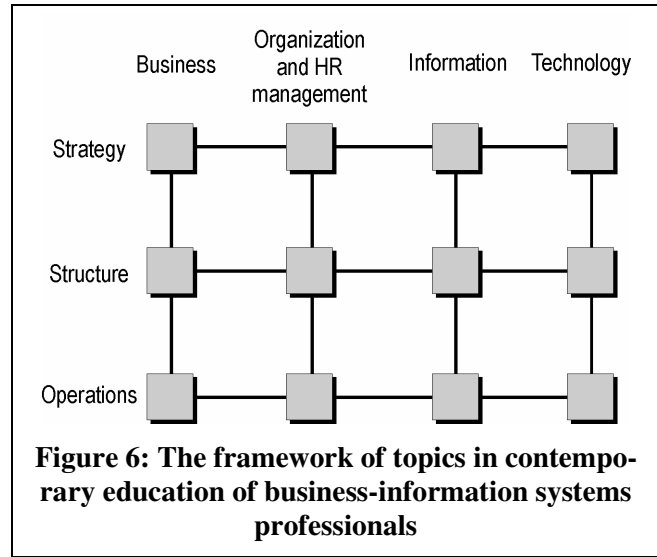 Business
Organization
and HR
management
Information
Technology
Strategy
Structure
Operations
Figure 6: The framework of topics in contempo-
rary education of business-information systems
professionals